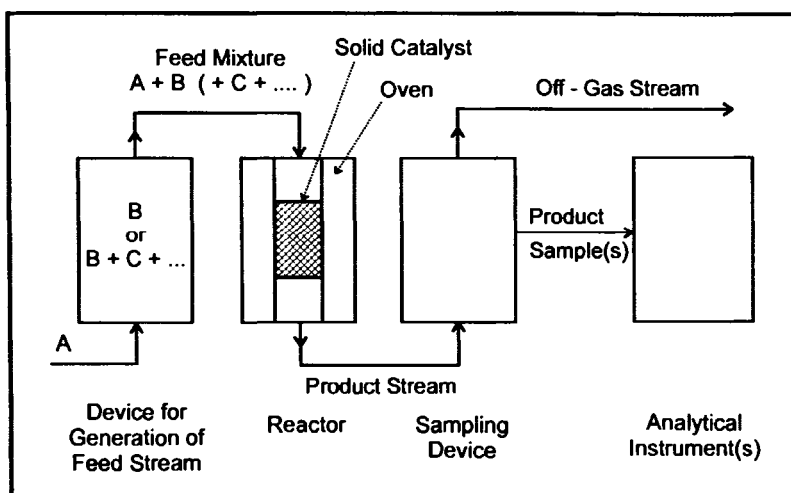 Feed Mixture
A + B ( + C + .... )
Solid Catalyst
Oven
Off - Gas Stream
B
or
B + C + ...
Product
Sample(s)
A
Product Stream
Device for
Generation of
Feed Stream
Reactor
Sampling
Device
Analytical
Instrument(s)